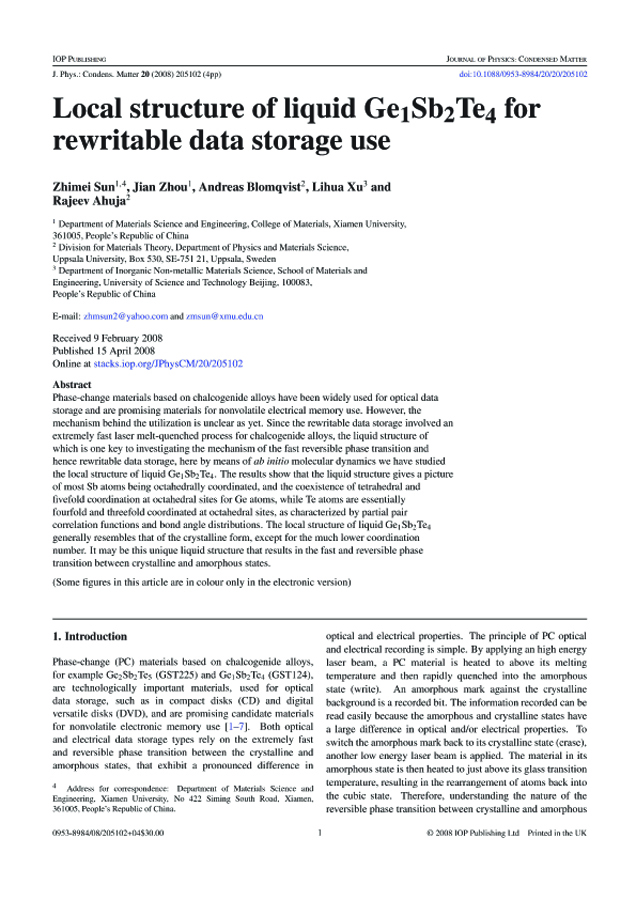 IOP Publishing
Journal of Physics: Condensed Matter
J. Phys.: Condens. Matter 20 (2008) 205102 (4pp)
doi:10.1088/0953-8984/20/20/205102
Local structure of liquid Ge₁Sb₂Te₄ for
rewritable data storage use
Zhimei Sun¹,⁴, Jian Zhou¹, Andreas Blomqvist², Lihua Xu³ and
Rajeev Ahuja²
¹ Department of Materials Science and Engineering, College of Materials, Xiamen University,
361005, People's Republic of China
² Division for Materials Theory, Department of Physics and Materials Science,
Uppsala University, Box 530, SE-751 21, Uppsala, Sweden
³ Department of Inorganic Non-metallic Materials Science, School of Materials and
Engineering, University of Science and Technology Beijing, 100083,
People's Republic of China
E-mail: zhmsun2@yahoo.com and zmsun@xmu.edu.cn
Received 9 February 2008
Published 15 April 2008
Online at stacks.iop.org/JPhysCM/20/205102
Abstract
Phase-change materials based on chalcogenide alloys have been widely used for optical data
storage and are promising materials for nonvolatile electrical memory use. However, the
mechanism behind the utilization is unclear as yet. Since the rewritable data storage involved an
extremely fast laser melt-quenched process for chalcogenide alloys, the liquid structure of
which is one key to investigating the mechanism of the fast reversible phase transition and
hence rewritable data storage, here by means of ab initio molecular dynamics we have studied
the local structure of liquid Ge₁Sb₂Te₄. The results show that the liquid structure gives a picture
of most Sb atoms being octahedrally coordinated, and the coexistence of tetrahedral and
fivefold coordination at octahedral sites for Ge atoms, while Te atoms are essentially
fourfold and threefold coordinated at octahedral sites, as characterized by partial pair
correlation functions and bond angle distributions. The local structure of liquid Ge₁Sb₂Te₄
generally resembles that of the crystalline form, except for the much lower coordination
number. It may be this unique liquid structure that results in the fast and reversible phase
transition between crystalline and amorphous states.
(Some figures in this article are in colour only in the electronic version)
1. Introduction
Phase-change (PC) materials based on chalcogenide alloys,
for example Ge₂Sb₂Te₅ (GST225) and Ge₁Sb₂Te₄ (GST124),
are technologically important materials, used for optical
data storage, such as in compact disks (CD) and digital
versatile disks (DVD), and are promising candidate materials
for nonvolatile electronic memory use [1–7]. Both optical
and electrical data storage types rely on the extremely fast
and reversible phase transition between the crystalline and
amorphous states, that exhibit a pronounced difference in
⁴ Address for correspondence: Department of Materials Science and
Engineering, Xiamen University, No 422 Siming South Road, Xiamen,
361005, People's Republic of China.
optical and electrical properties. The principle of PC optical
and electrical recording is simple. By applying an high energy
laser beam, a PC material is heated to above its melting
temperature and then rapidly quenched into the amorphous
state (write). An amorphous mark against the crystalline
background is a recorded bit. The information recorded can be
read easily because the amorphous and crystalline states have
a large difference in optical and/or electrical properties. To
switch the amorphous mark back to its crystalline state (erase),
another low energy laser beam is applied. The material in its
amorphous state is then heated to just above its glass transition
temperature, resulting in the rearrangement of atoms back into
the cubic state. Therefore, understanding the nature of the
reversible phase transition between crystalline and amorphous
0953-8984/08/205102+04$30.00
1
© 2008 IOP Publishing Ltd Printed in the UK